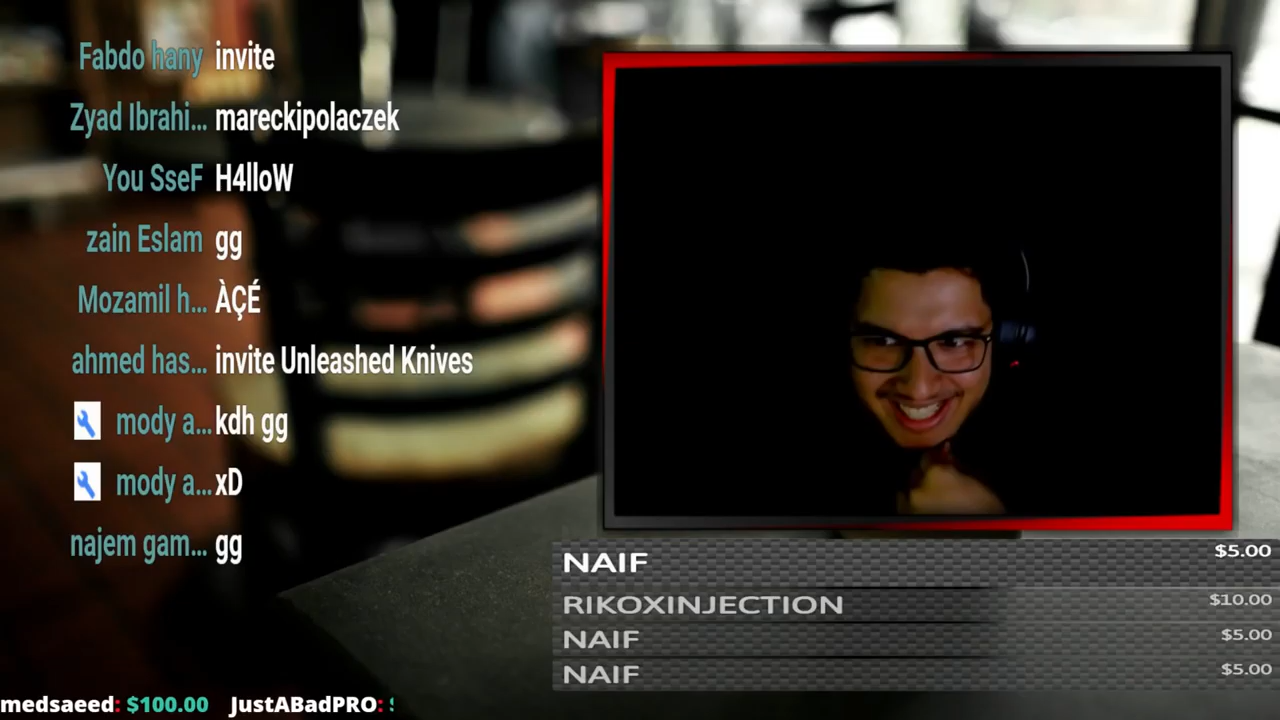 Fabdo hany invite
Zyad Ibrahi... mareckipolaczek
You SseF H4lloW
zain Eslam gg
Mozamil h... ÀÇÉ
ahmed has... invite Unleashed Knives
mody a... kdh gg
mody a... xD
najem gam... gg
NAIF $5.00
RIKOXINJECTION $10.00
NAIF $5.00
NAIF $5.00
medsaeed: $100.00 JustABadPRO: $